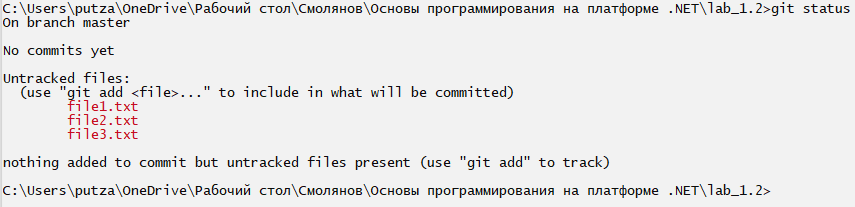 C:\Users\putza\OneDrive\Рабочий стол\Смолянов\Основы программирования на платформе .NET\lab_1.2>git status
On branch master
No commits yet
Untracked files:
(use "git add <file>..." to include in what will be committed)
file1.txt
file2.txt
file3.txt
nothing added to commit but untracked files present (use "git add" to track)
C:\Users\putza\OneDrive\Рабочий стол\Смолянов\Основы программирования на платформе .NET\lab_1.2>